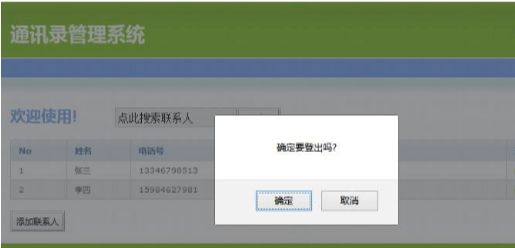 通讯录管理系统
欢迎使用!
点此搜索联系人
确定要登出吗?
No 姓名 电话号
1 张三 13346798513
2 李四 15984627981
确定 取消
添加联系人